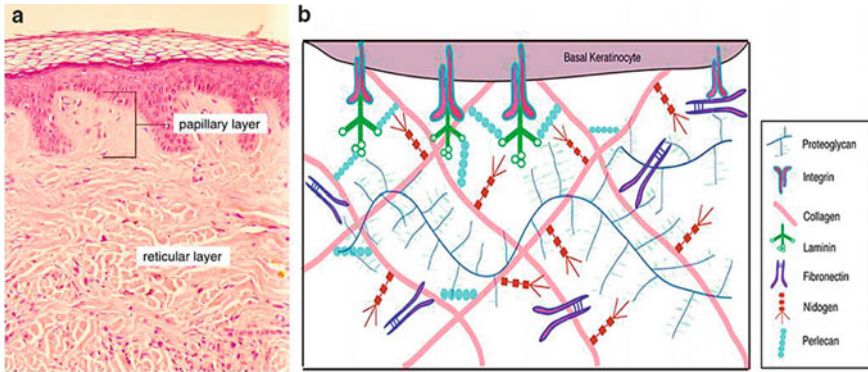 a
papillary layer
reticular layer
b
Basal Keratinocyte
Proteoglycan
Integrin
Collagen
Laminin
Fibronectin
Nidogen
Perlecan